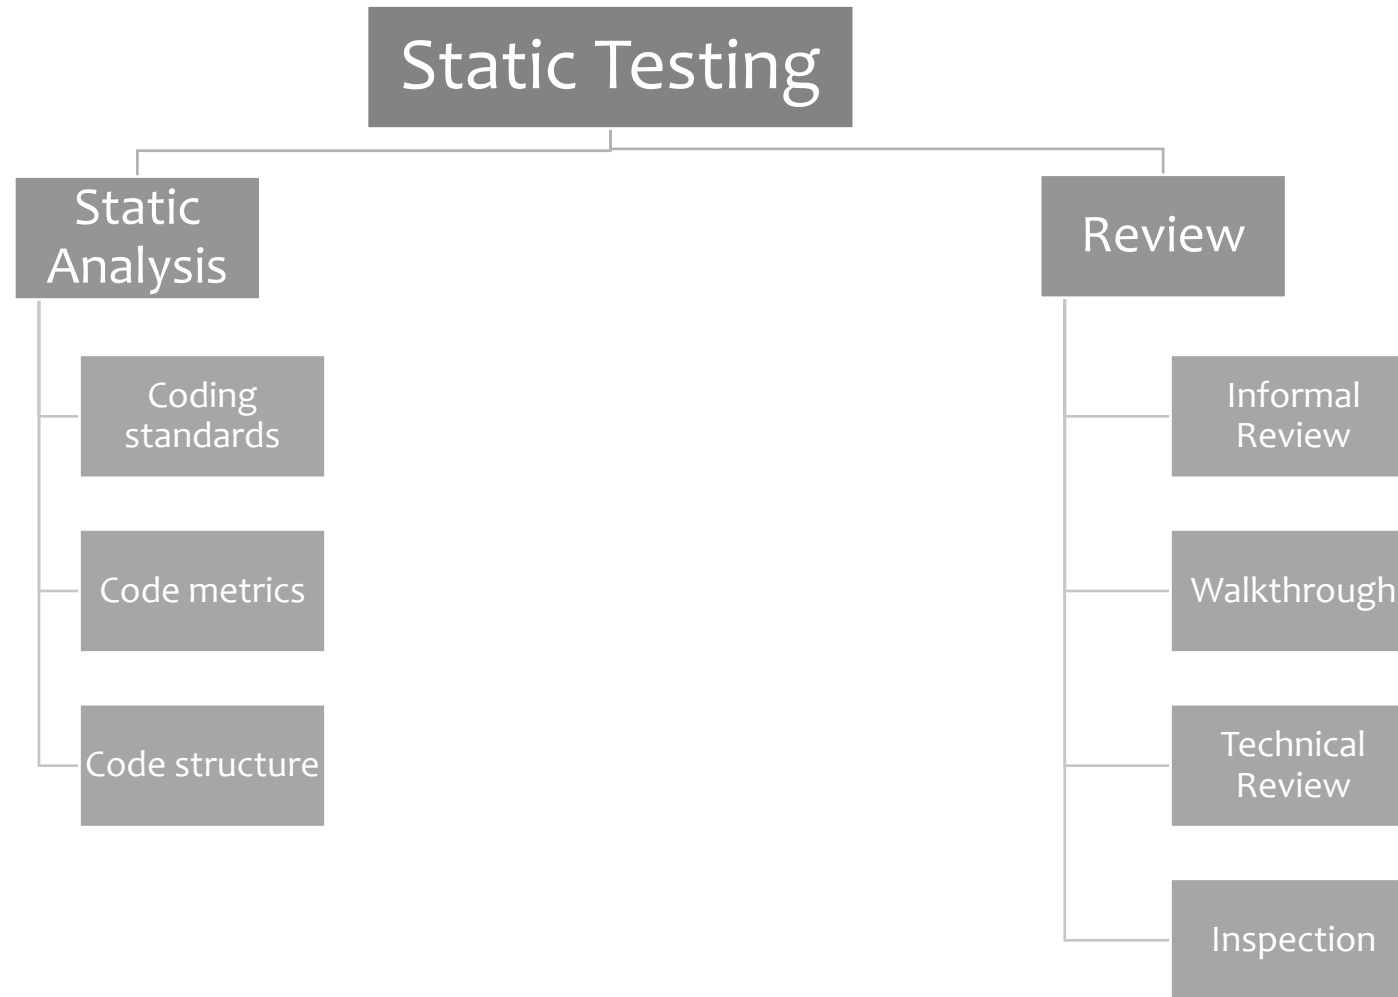 Static Testing
Static
Analysis
Coding
standards
Code metrics
Code structure
Review
Informal
Review
Walkthrough
Technical
Review
Inspection